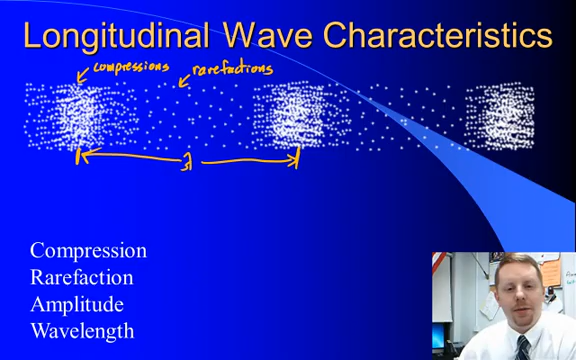 Longitudinal Wave Characteristics
compressions
rarefactions
λ
Compression
Rarefaction
Amplitude
Wavelength